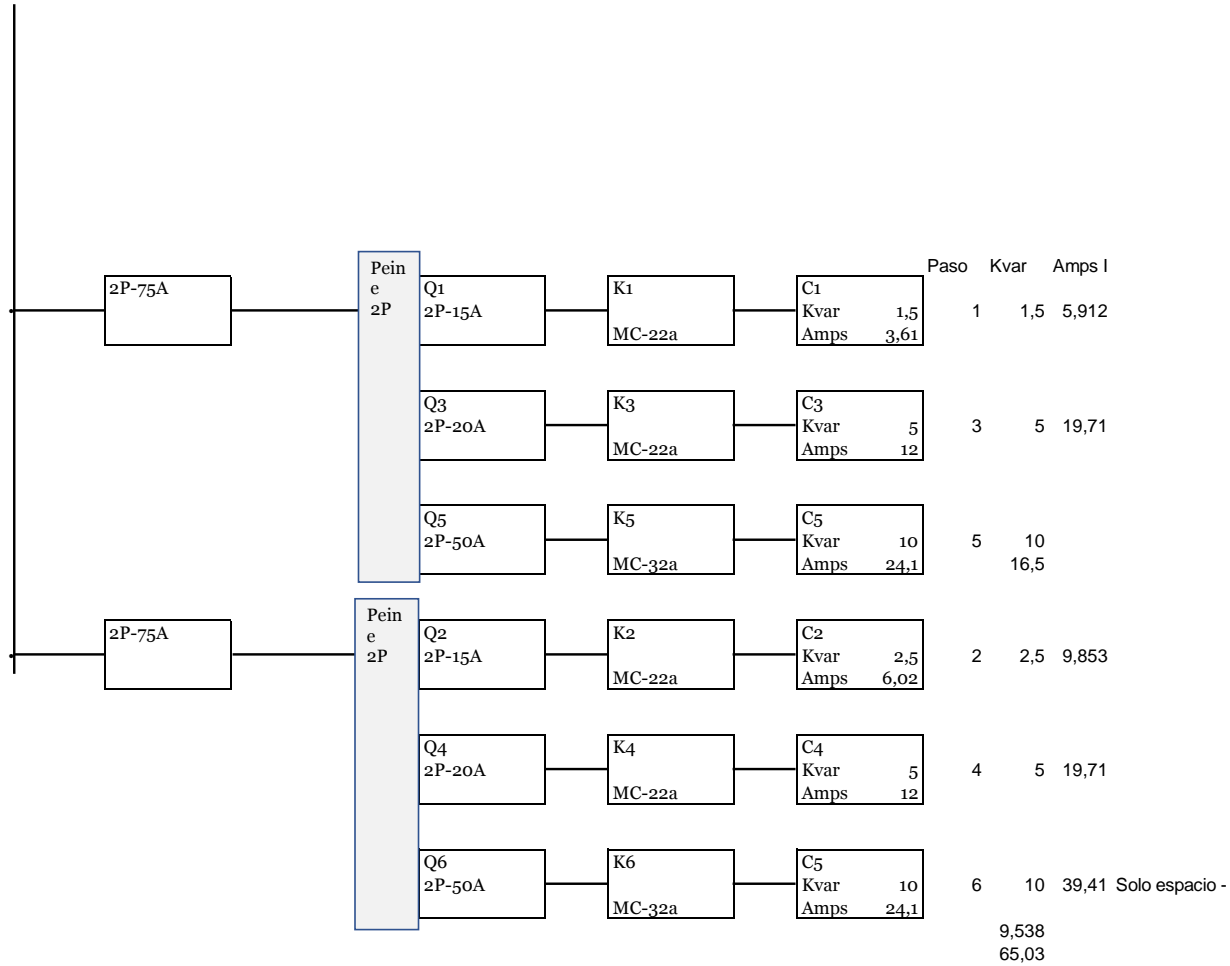 Paso Kvar Amps I
2P-75A
Pein
e
2P
Q1
2P-15A
K1
MC-22a
C1
Kvar 1,5
Amps 3,61
1 1,5 5,912
Q3
2P-20A
K3
MC-22a
C3
Kvar 5
Amps 12
3 5 19,71
Q5
2P-50A
K5
MC-32a
C5
Kvar 10
Amps 24,1
5 10
16,5
2P-75A
Pein
e
2P
Q2
2P-15A
K2
MC-22a
C2
Kvar 2,5
Amps 6,02
2 2,5 9,853
Q4
2P-20A
K4
MC-22a
C4
Kvar 5
Amps 12
4 5 19,71
Q6
2P-50A
K6
MC-32a
C5
Kvar 10
Amps 24,1
6 10 39,41 Solo espacio -
9,538
65,03